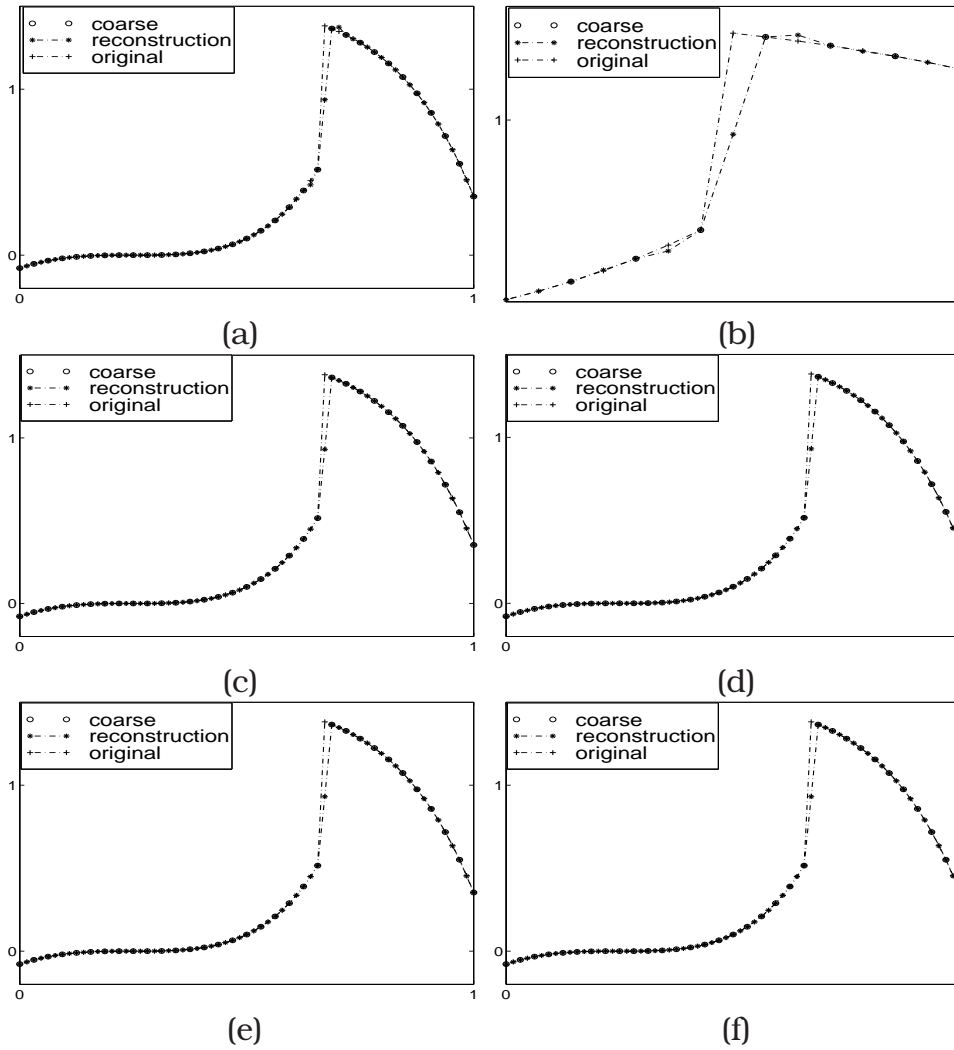 coarse
reconstruction
original
1
0
0
1
(a)
coarse
reconstruction
original
1
(b)
coarse
reconstruction
original
1
0
0
1
(c)
coarse
reconstruction
original
1
0
0
(d)
coarse
reconstruction
original
1
0
0
1
(e)
coarse
reconstruction
original
1
0
0
(f)